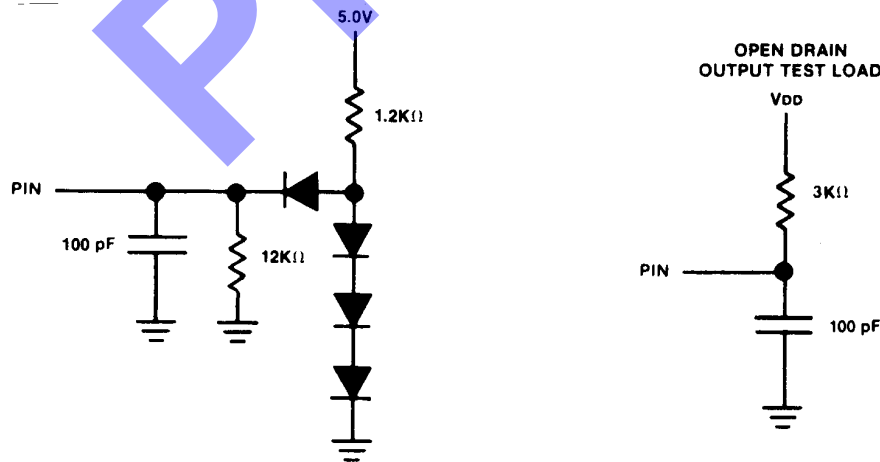 5.0V
1.2KΩ
PIN
100 pF
12KΩ
OPEN DRAIN
OUTPUT TEST LOAD
VDD
3KΩ
PIN
100 pF